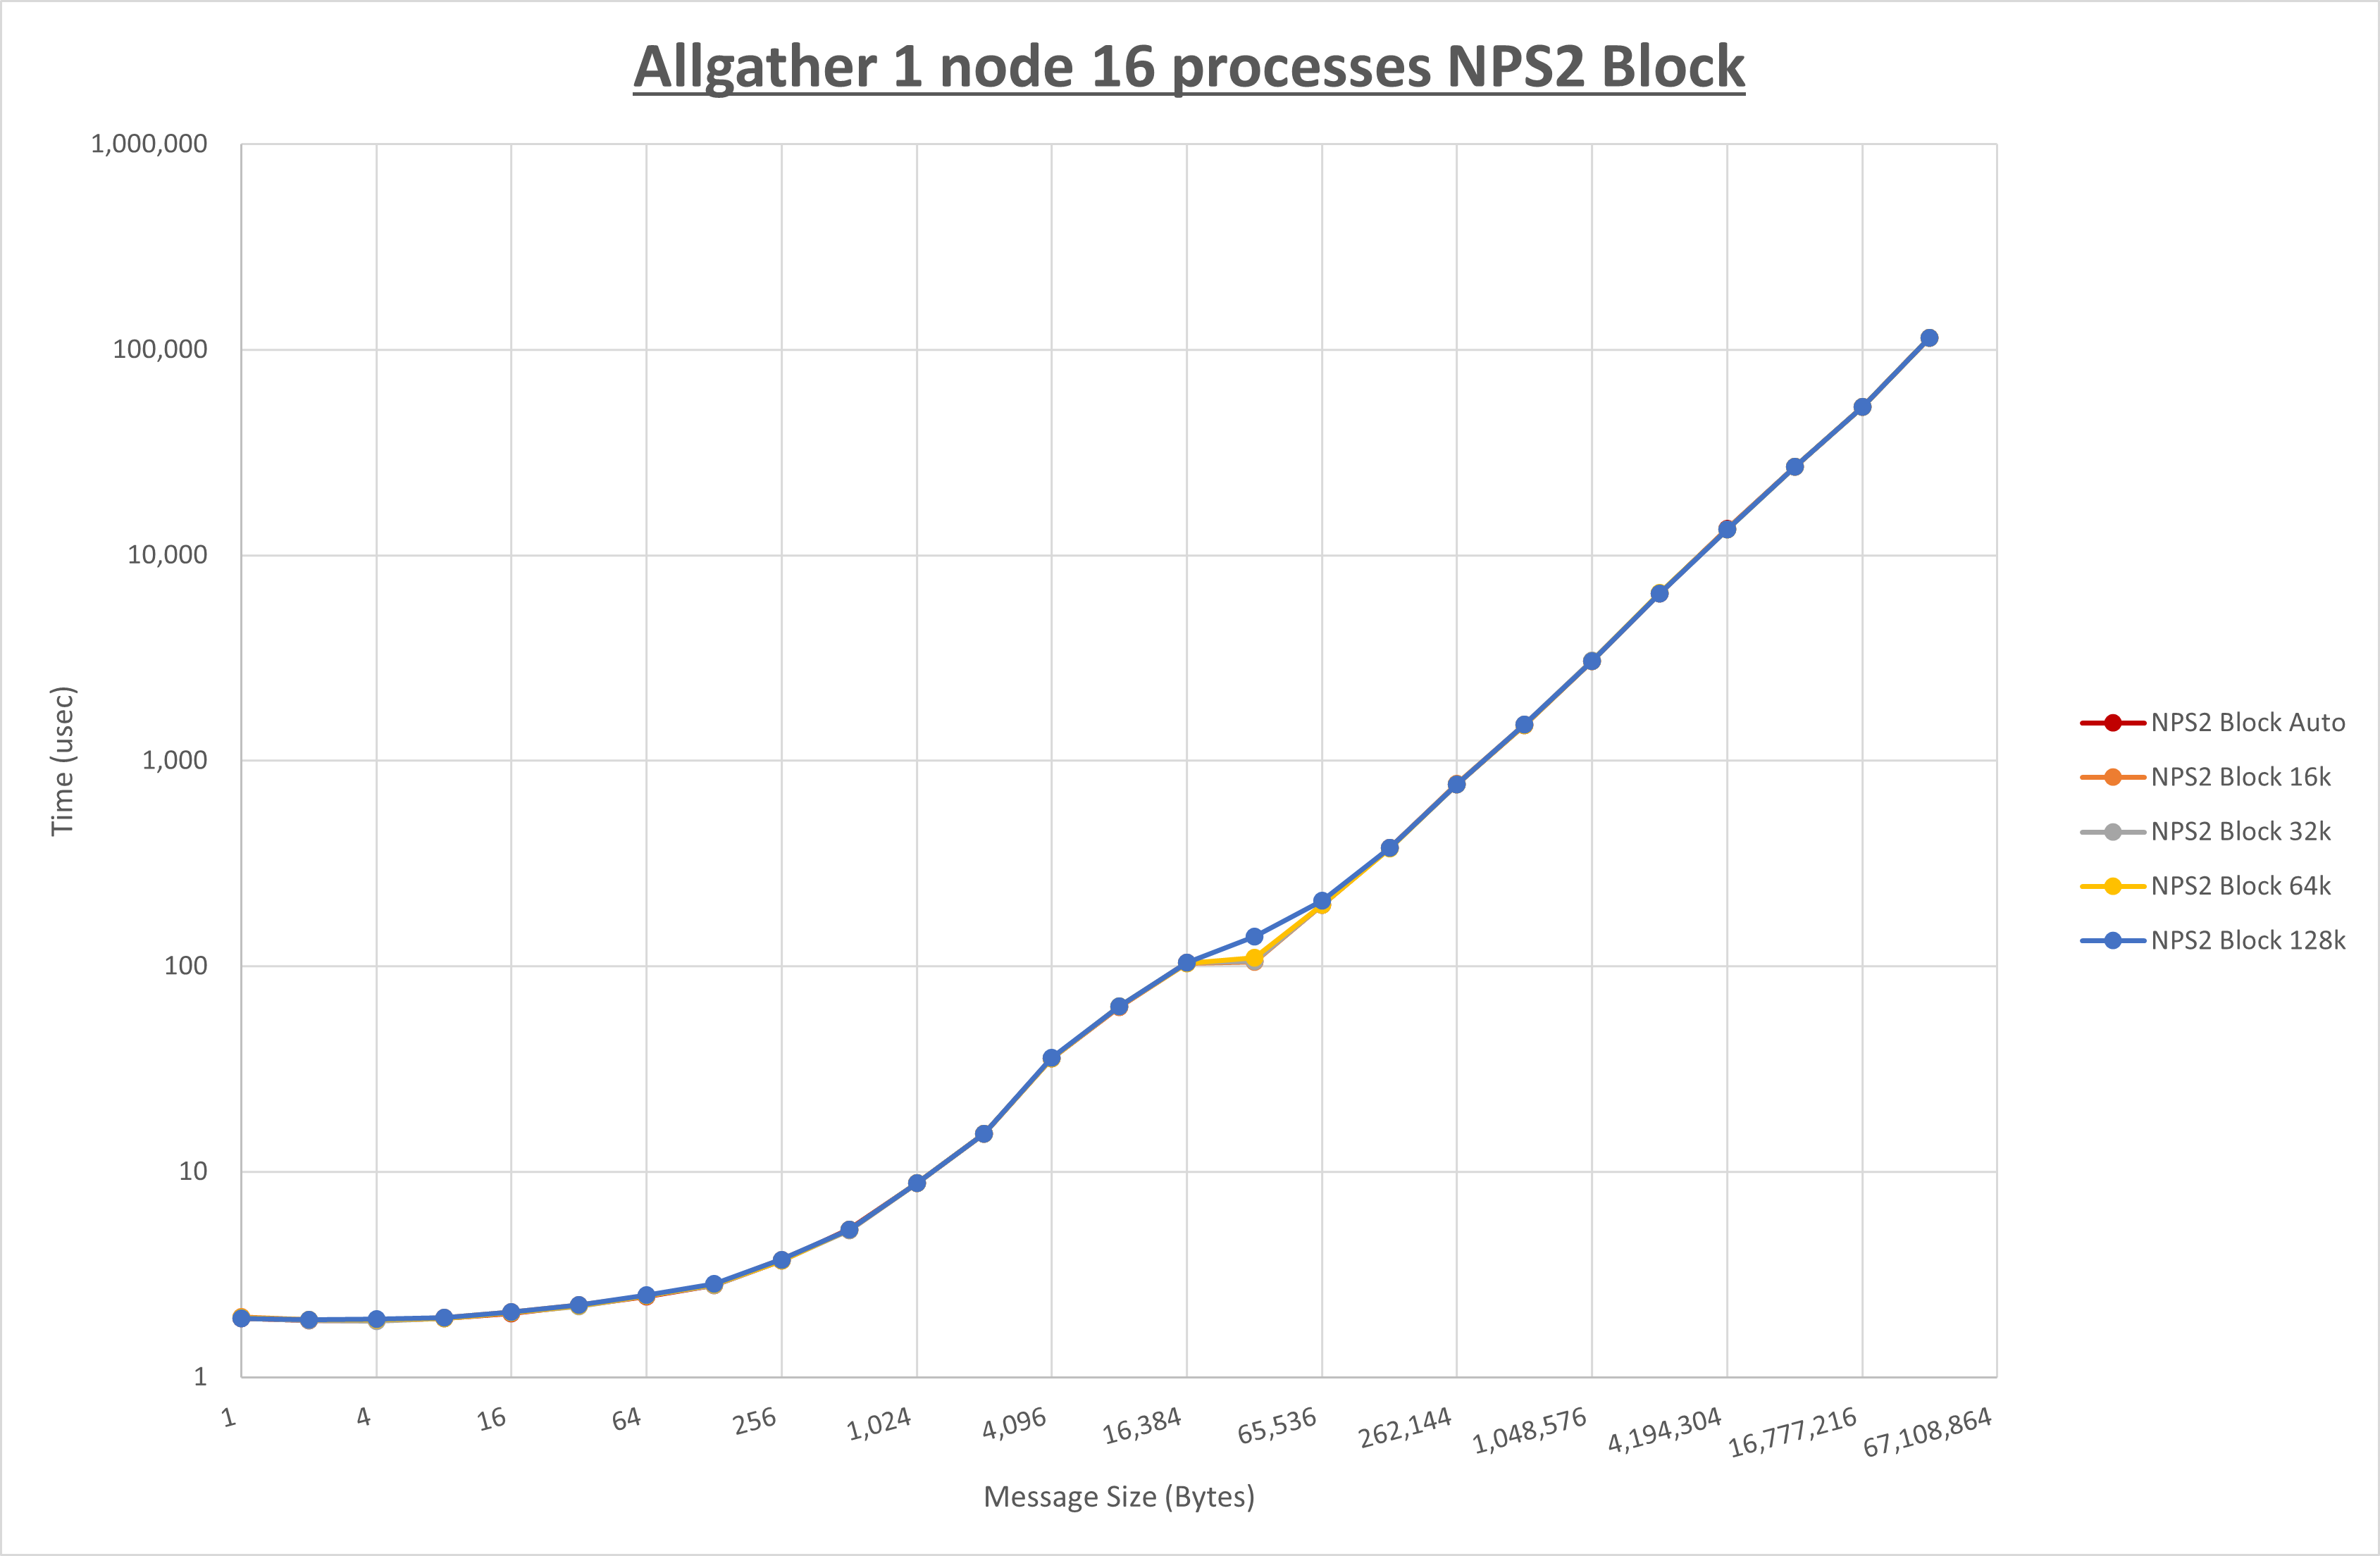 Allgather 1 node 16 processes NPS2 Block
1,000,000
100,000
10,000
1,000
100
10
1
Time (usec)
1
4
16
64
256
1,024
4,096
16,384
65,536
262,144
1,048,576
4,194,304
16,777,216
67,108,864
Message Size (Bytes)
NPS2 Block Auto
NPS2 Block 16k
NPS2 Block 32k
NPS2 Block 64k
NPS2 Block 128k